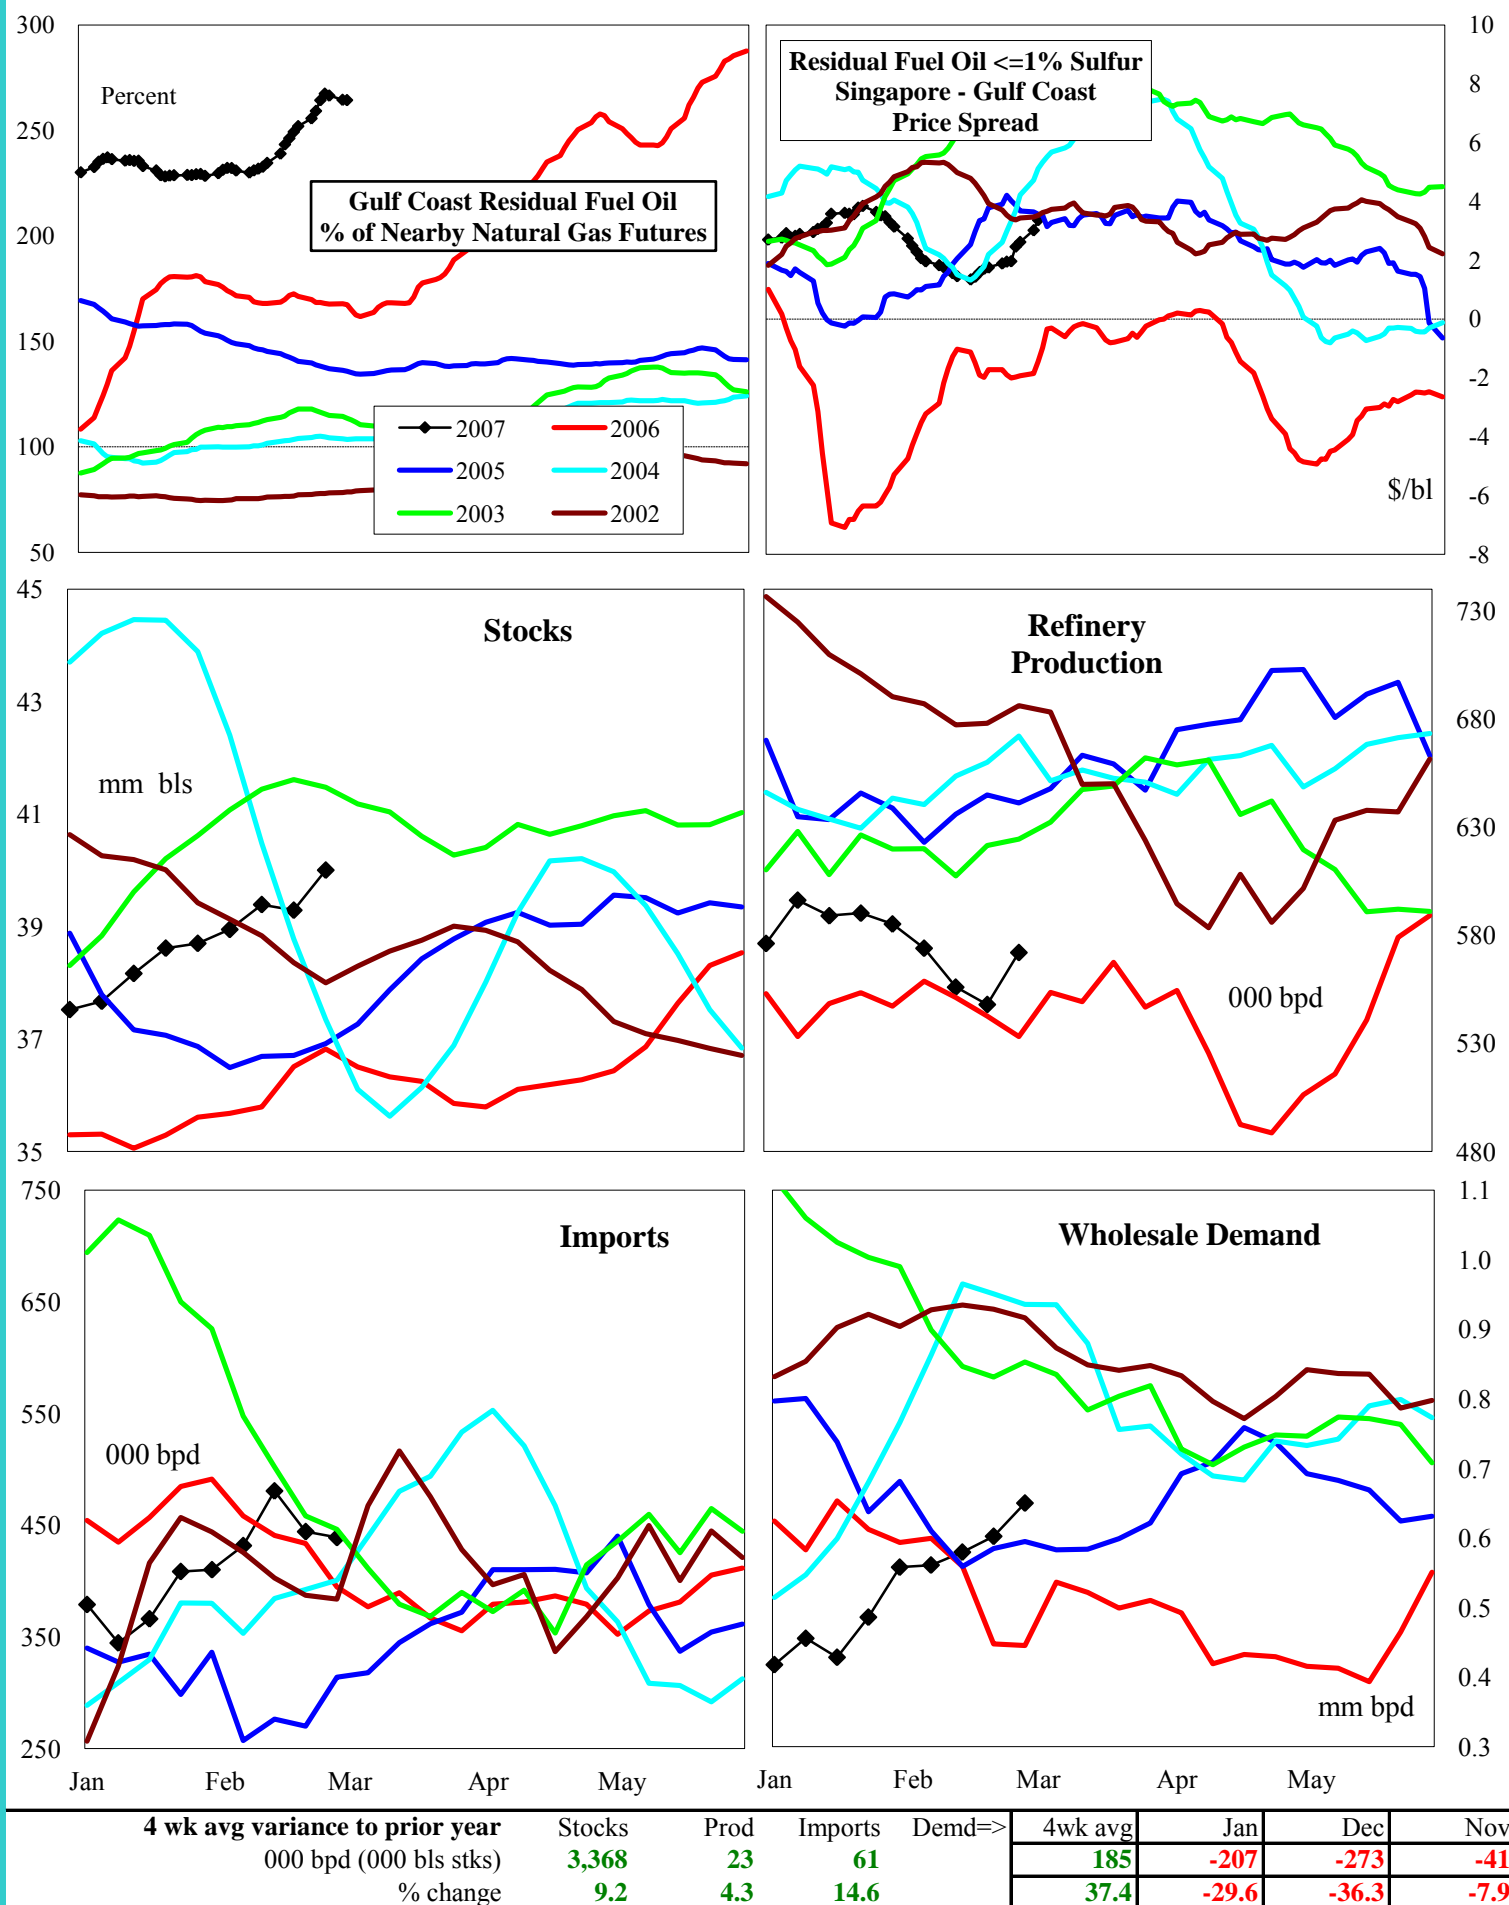 300
250
200
150
100
50
Percent
Gulf Coast Residual Fuel Oil
% of Nearby Natural Gas Futures
2007 2006
2005 2004
2003 2002
Residual Fuel Oil <=1% Sulfur
Singapore - Gulf Coast
Price Spread
$/bl
10
8
6
4
2
0
-2
-4
-6
-8
45
43
41
39
37
35
Stocks
mm bls
Refinery
Production
000 bpd
730
680
630
580
530
480
750
650
550
450
350
250
Imports
000 bpd
Jan Feb Mar Apr May
Wholesale Demand
mm bpd
1.1
1.0
0.9
0.8
0.7
0.6
0.5
0.4
0.3
Jan Feb Mar Apr May
4 wk avg variance to prior year Stocks Prod Imports Demd=> 4wk avg Jan Dec Nov
000 bpd (000 bls stks) 3,368 23 61 185 -207 -273 -41
% change 9.2 4.3 14.6 37.4 -29.6 -36.3 -7.9